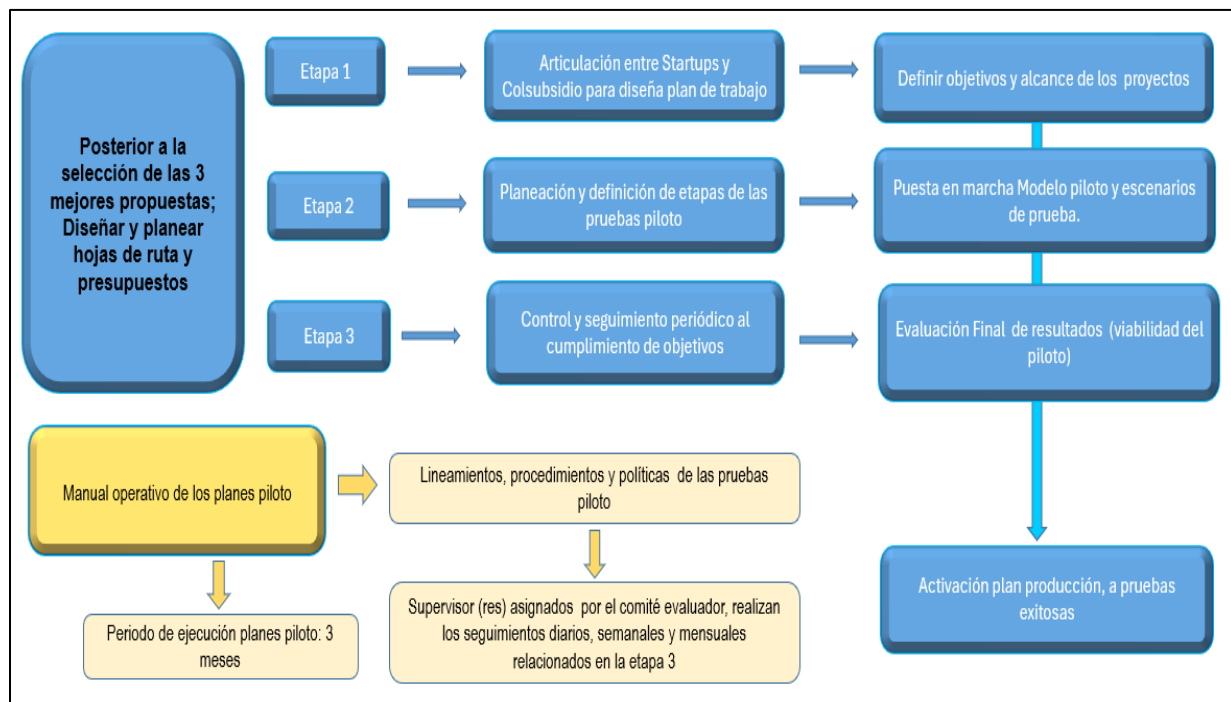 Posterior a la
selección de las 3
mejores propuestas;
Diseñar y planear
hojas de ruta y
presupuestos
Etapa 1
Articulación entre Startups y
Colsubsidio para diseña plan de trabajo
Definir objetivos y alcance de los proyectos
Etapa 2
Planeación y definición de etapas de las
pruebas piloto
Puesta en marcha Modelo piloto y escenarios
de prueba.
Etapa 3
Control y seguimiento periódico al
cumplimiento de objetivos
Evaluación Final de resultados (viabilidad del
piloto)
Manual operativo de los planes piloto
Lineamientos, procedimientos y políticas de las pruebas
piloto
Periodo de ejecución planes piloto: 3
meses
Supervisor (res) asignados por el comité evaluador, realizan
los seguimientos diarios, semanales y mensuales
relacionados en la etapa 3
Activación plan producción, a pruebas
exitosas